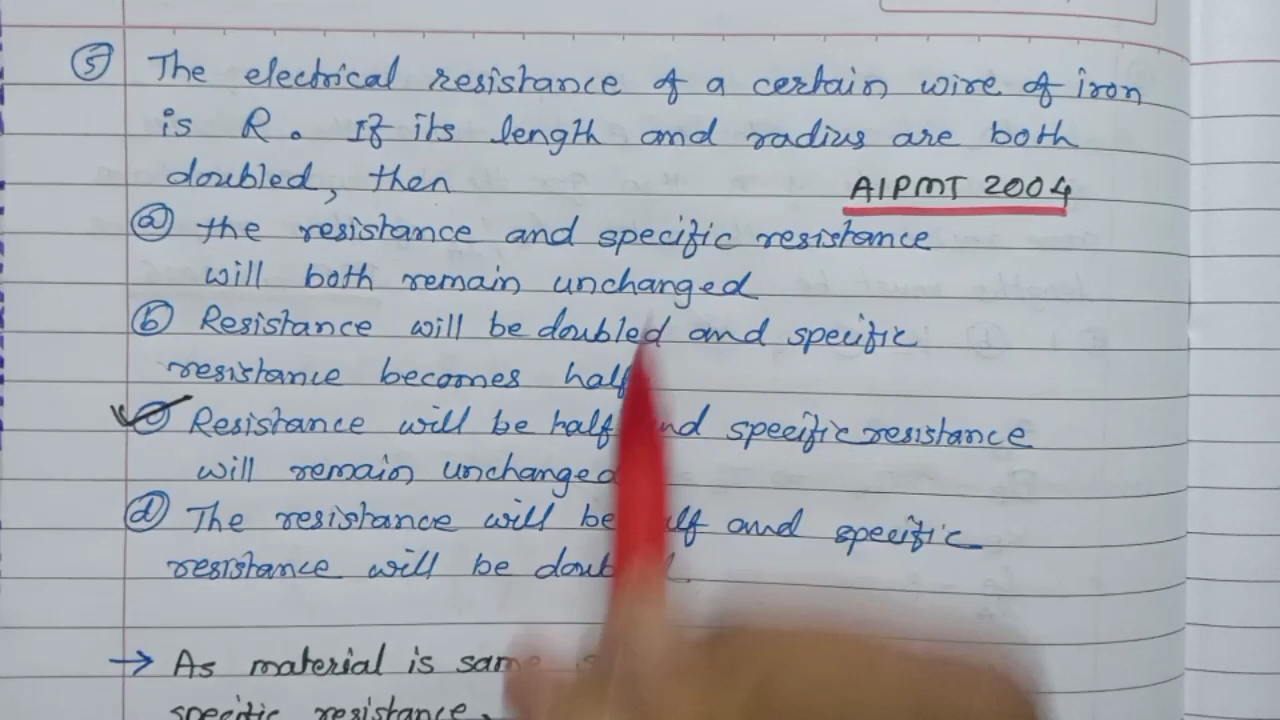 5 The electrical resistance of a certain wire of iron
is R. If its length and radius are both
doubled, then
AIPMT 2004
a the resistance and specific resistance
will both remain unchanged
b Resistance will be doubled and specific
resistance becomes half
c Resistance will be half and specific resistance
will remain unchanged
d The resistance will be half and specific
resistance will be
→ As material is same
specific resistance.